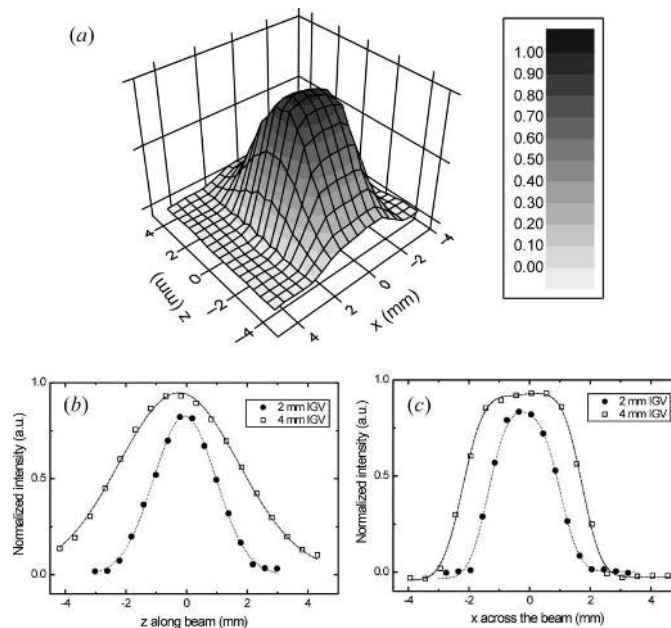 (a)
1.00
0.90
0.80
0.70
0.60
0.50
0.40
0.30
0.20
0.10
0.00
4
2
0
−2
−4
z (mm)
4
2
0
−2
−4
x (mm)
(b)
2 mm IGV
4 mm IGV
1.0
0.5
0.0
Normalized intensity (a.u.)
-4 -2 0 2 4
z along beam (mm)
(c)
2 mm IGV
4 mm IGV
1.0
0.5
0.0
Normalized intensity (a.u.)
-4 -2 0 2 4
x across the beam (mm)